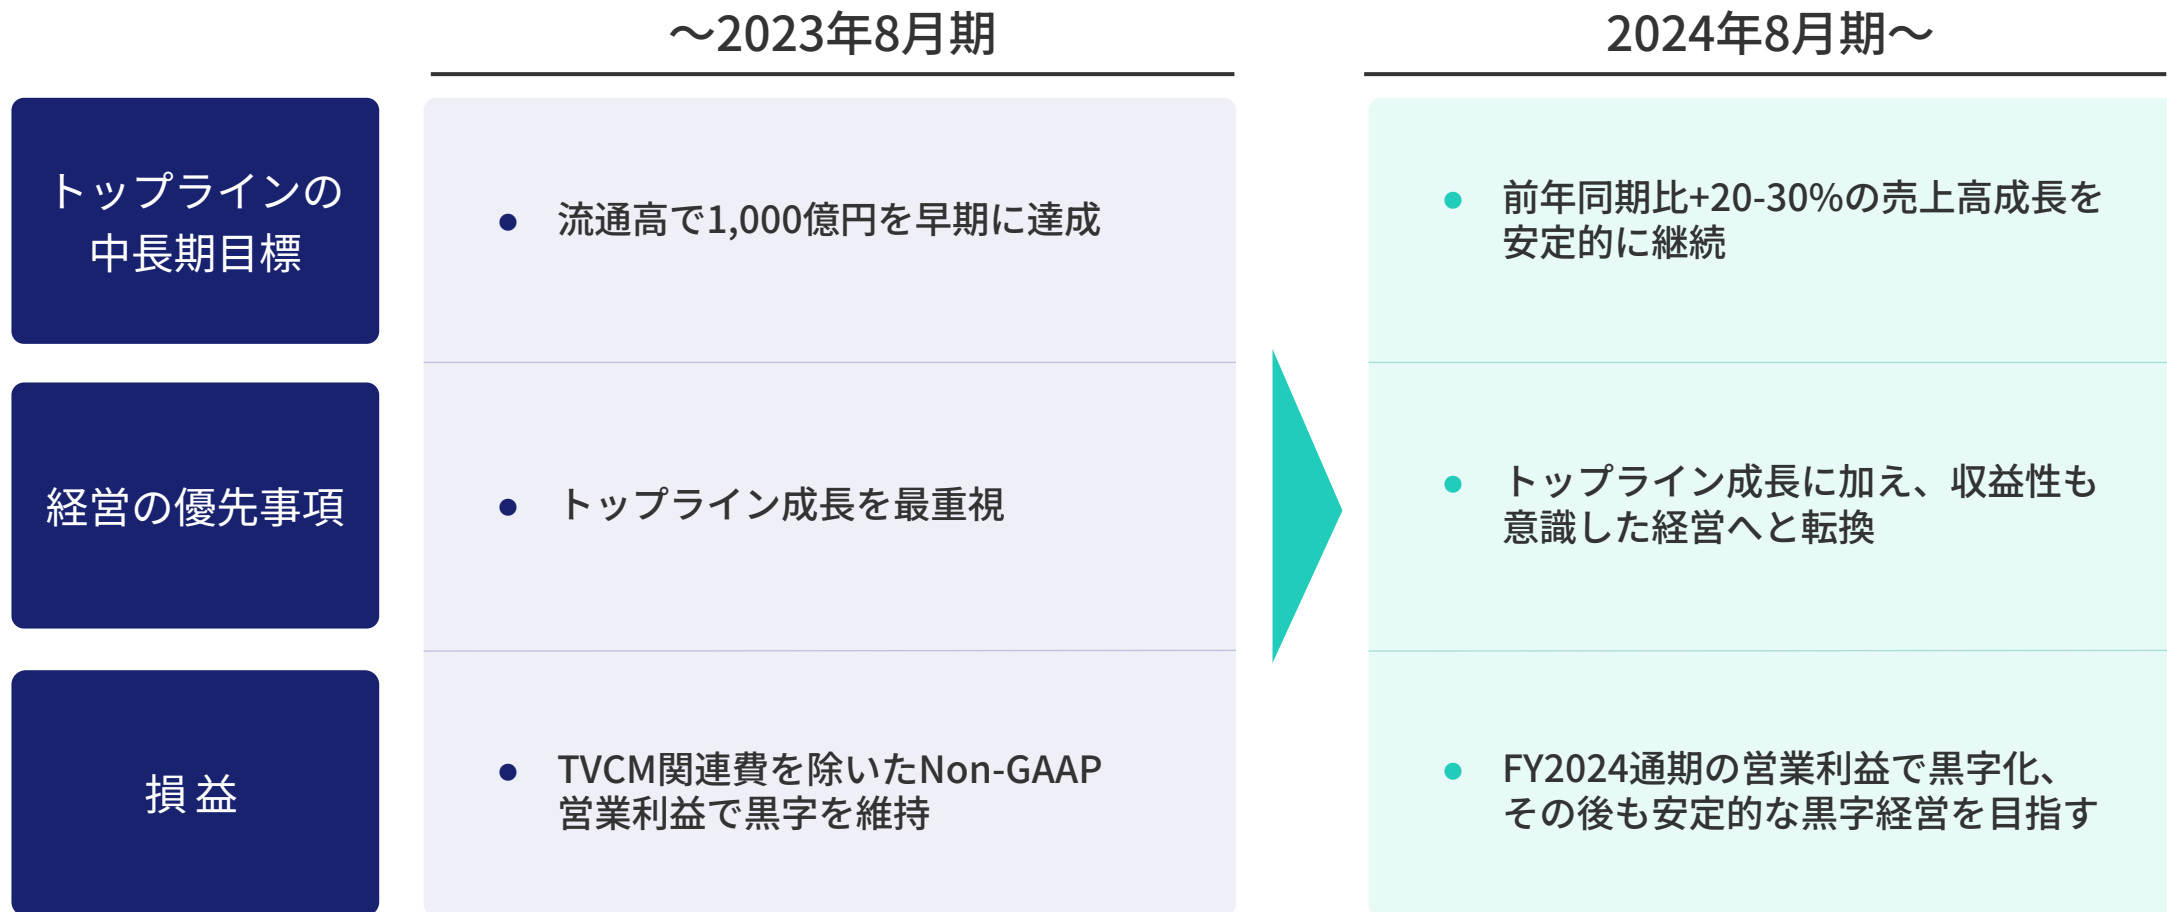 ～2023年8月期
2024年8月期～
トップラインの
中長期目標
流通高で1,000億円を早期に達成
前年同期比+20-30%の売上高成長を
安定的に継続
経営の優先事項
トップライン成長を最重視
トップライン成長に加え、収益性も
意識した経営へと転換
損益
TVCM関連費を除いたNon-GAAP
営業利益で黒字を維持
FY2024通期の営業利益で黒字化、
その後も安定的な黒字経営を目指す